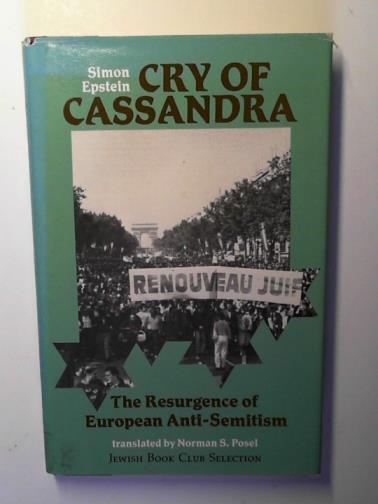 Simon
Epstein
CRY OF
CASSANDRA
RENOUVEAU JUIF
The Resurgence of
European Anti-Semitism
translated by Norman S. Posel
JEWISH BOOK CLUB SELECTION